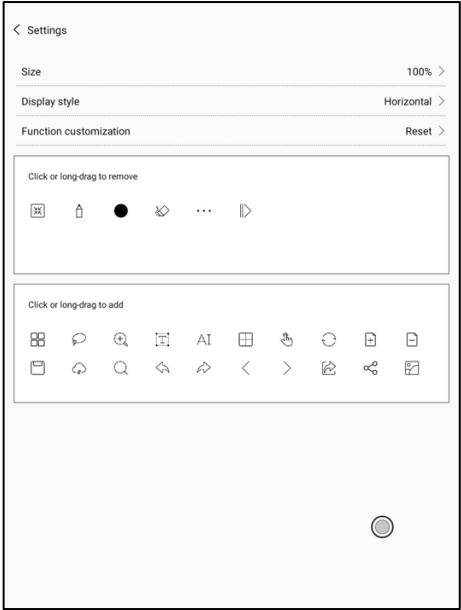 Settings
Size 100%
Display style Horizontal
Function customization Reset
Click or long-drag to remove
Click or long-drag to add
T AI